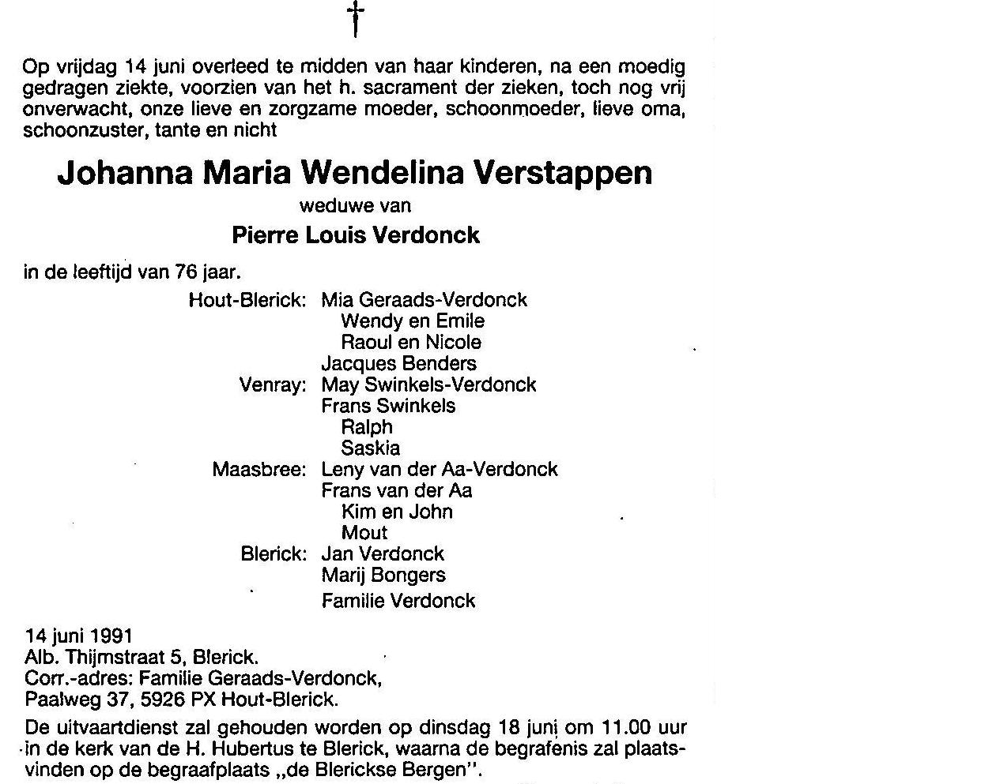 Op vrijdag 14 juni overleed te midden van haar kinderen, na een moedig
gedragen ziekte, voorzien van het h. sacrament der zieken, toch nog vrij
onverwacht, onze lieve en zorgzame moeder, schoonmoeder, lieve oma,
schoonzuster, tante en nicht
Johanna Maria Wendelina Verstappen
weduwe van
Pierre Louis Verdonck
in de leeftijd van 76 jaar.
Hout-Blerick: Mia Geraads-Verdonck
Wendy en Emile
Raoul en Nicole
Jacques Benders
Venray: May Swinkels-Verdonck
Frans Swinkels
Ralph
Saskia
Maasbree: Leny van der Aa-Verdonck
Frans van der Aa
Kim en John
Mout
Blerick: Jan Verdonck
Marij Bongers
Familie Verdonck
14 juni 1991
Alb. Thijmstraat 5, Blerick.
Corr.-adres: Familie Geraads-Verdonck,
Paalweg 37, 5926 PX Hout-Blerick.
De uitvaartdienst zal gehouden worden op dinsdag 18 juni om 11.00 uur
in de kerk van de H. Hubertus te Blerick, waarna de begrafenis zal plaats-
vinden op de begraafplaats „de Blerickse Bergen".